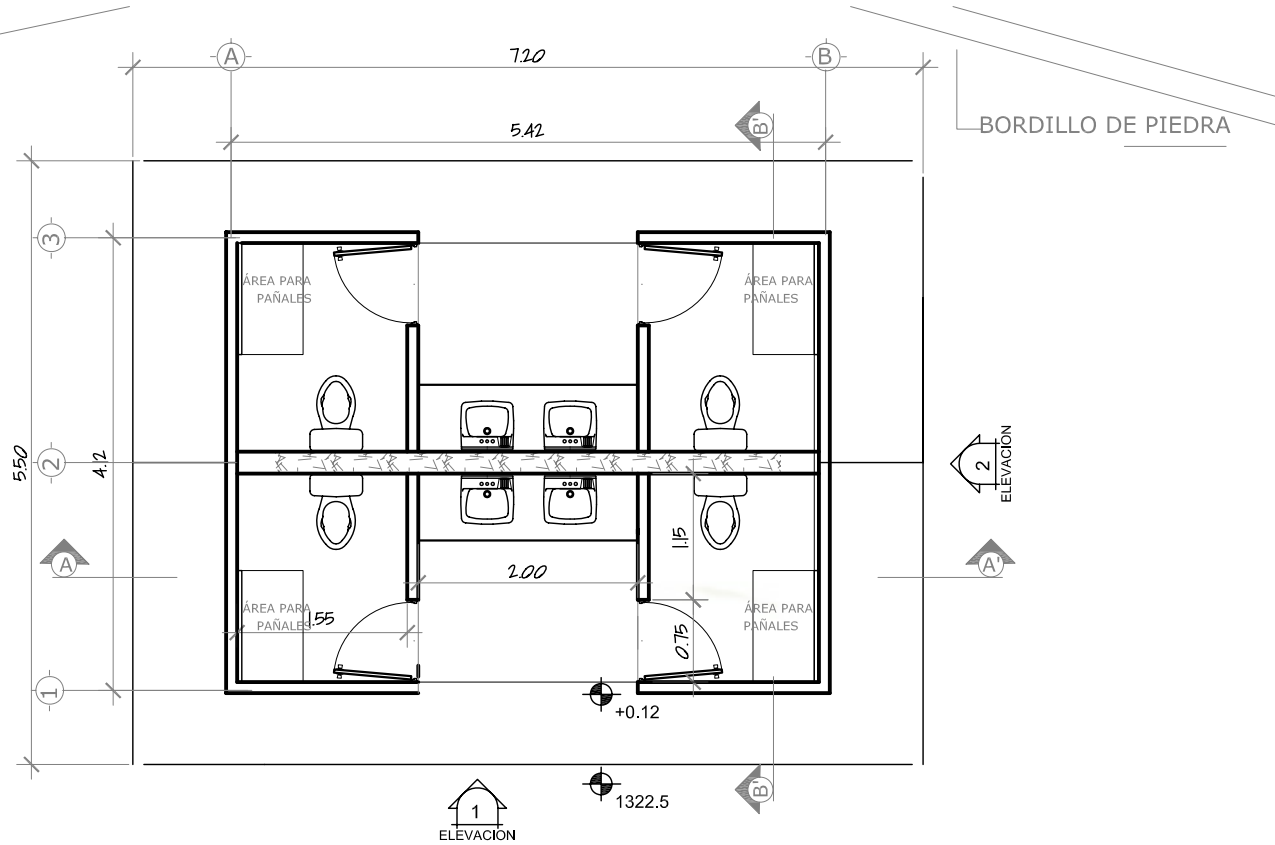 A
7.20
B
5.42
B'
BORDILLO DE PIEDRA
3
ÁREA PARA
PAÑALES
ÁREA PARA
PAÑALES
5.50
2
4.12
2
ELEVACION
1.15
A
2.00
A'
ÁREA PARA
PAÑALES
1.55
0.75
ÁREA PARA
PAÑALES
1
+0.12
1322.5
B'
1
ELEVACION